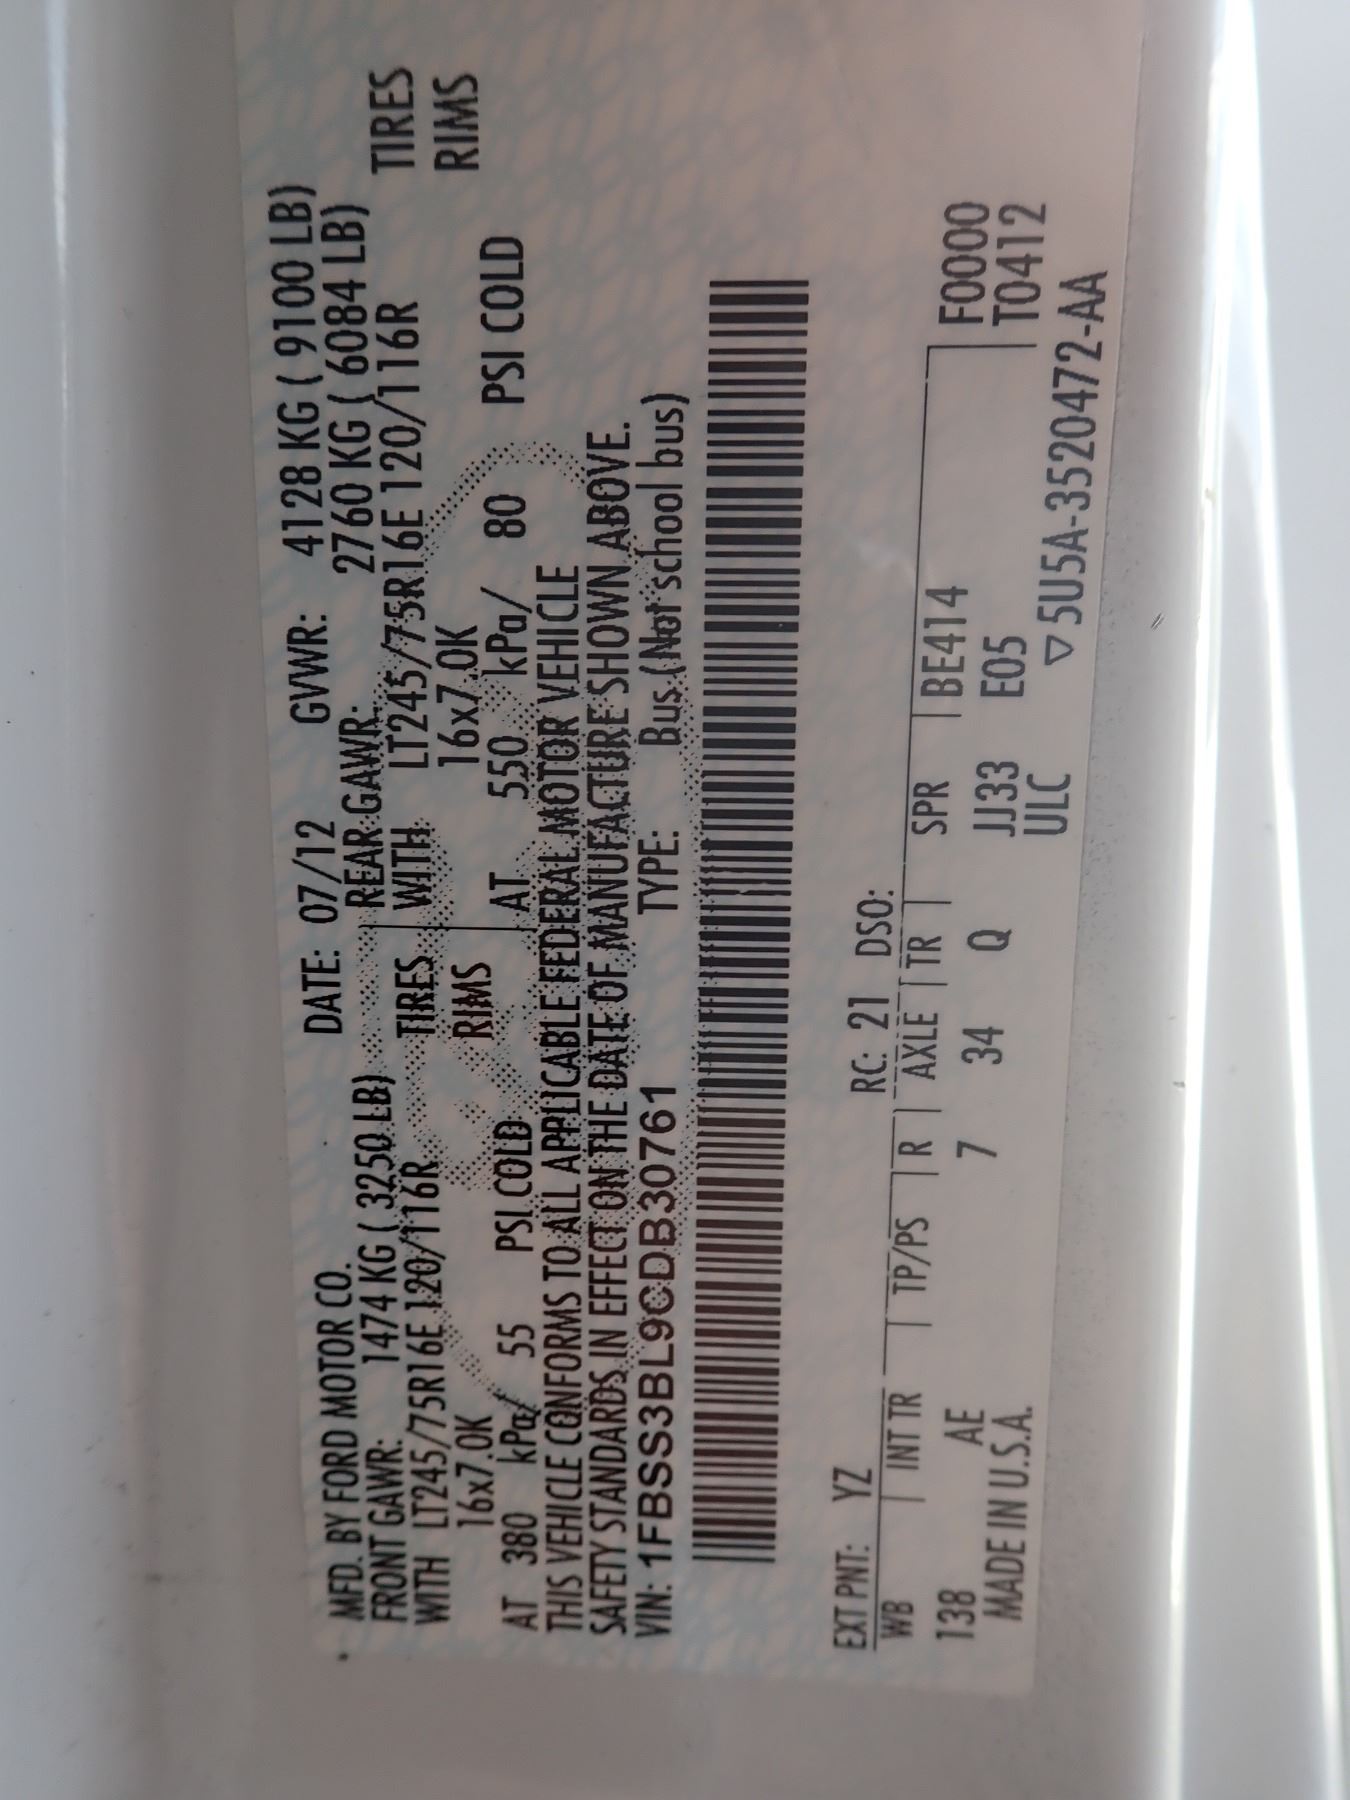 MFD. BY FORD MOTOR CO. DATE: 07/12 GVWR: 4128 KG ( 9100 LB)
FRONT GAWR: 1474 KG ( 3250 LB) REAR GAWR: 2760 KG ( 6084 LB)
WITH LT245/75R16E 120/116R TIRES WITH LT245/75R16E 120/116R TIRES
16x7.0K RIMS 16x7.0K RIMS
AT 380 kPa/ 55 PSI COLD AT 550 kPa/ 80 PSI COLD
THIS VEHICLE CONFORMS TO ALL APPLICABLE FEDERAL MOTOR VEHICLE
SAFETY STANDARDS IN EFFECT ON THE DATE OF MANUFACTURE SHOWN ABOVE.
VIN: 1FBSS3BL9CDB30761 TYPE: Bus (Not school bus)
EXT PNT: YZ RC: 21 DSO:
WB INT TR TP/PS R AXLE TR SPR BE414 F0000
138 AE 7 34 Q JJ33 E05 T0412
MADE IN U.S.A. ULC ▽ 5U5A-3520472-AA